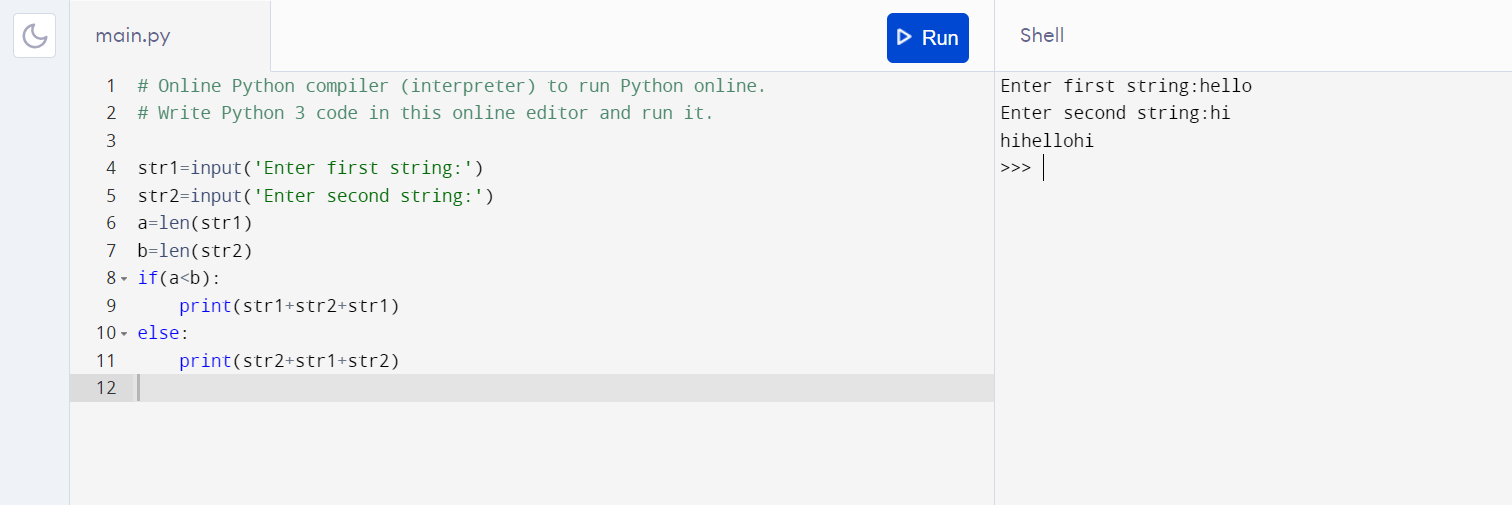 main.py
Run
Shell
1 # Online Python compiler (interpreter) to run Python online.
2 # Write Python 3 code in this online editor and run it.
3
4 str1=input('Enter first string:')
5 str2=input('Enter second string:')
6 a=len(str1)
7 b=len(str2)
8 if(a<b):
9     print(str1+str2+str1)
10 else:
11     print(str2+str1+str2)
12
Enter first string:hello
Enter second string:hi
hihellohi
>>>